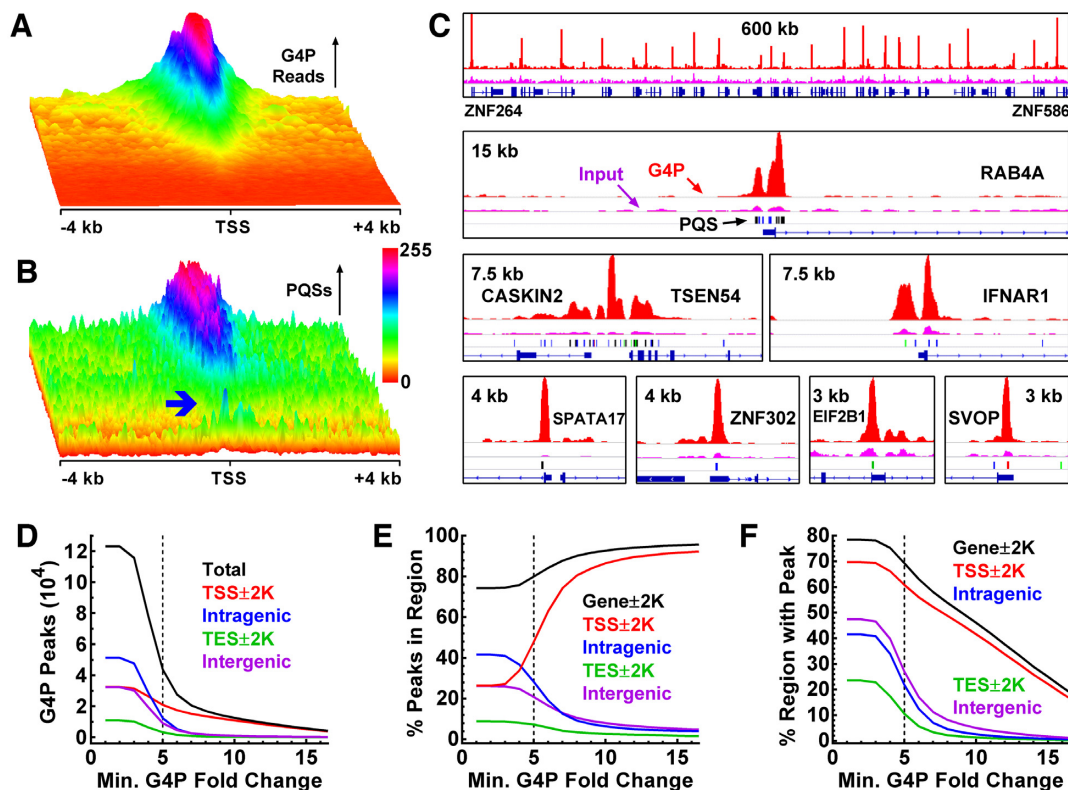 A
G4P
Reads
-4 kb
TSS
+4 kb
B
PQSs
255
0
-4 kb
TSS
+4 kb
C
600 kb
ZNF264
ZNF586
15 kb
Input
G4P
RAB4A
PQS
7.5 kb
CASKIN2
TSEN54
7.5 kb
IFNAR1
4 kb
SPATA17
4 kb
ZNF302
3 kb
EIF2B1
SVOP
3 kb
D
G4P Peaks (10⁴)
12
10
8
6
4
2
0
Total
TSS±2K
Intragenic
TES±2K
Intergenic
0
5
10
15
Min. G4P Fold Change
E
% Peaks in Region
100
80
60
40
20
0
Gene±2K
TSS±2K
Intragenic
TES±2K
Intergenic
0
5
10
15
Min. G4P Fold Change
F
% Region with Peak
80
70
60
50
40
30
20
10
0
Gene±2K
TSS±2K
Intragenic
TES±2K
Intergenic
0
5
10
15
Min. G4P Fold Change